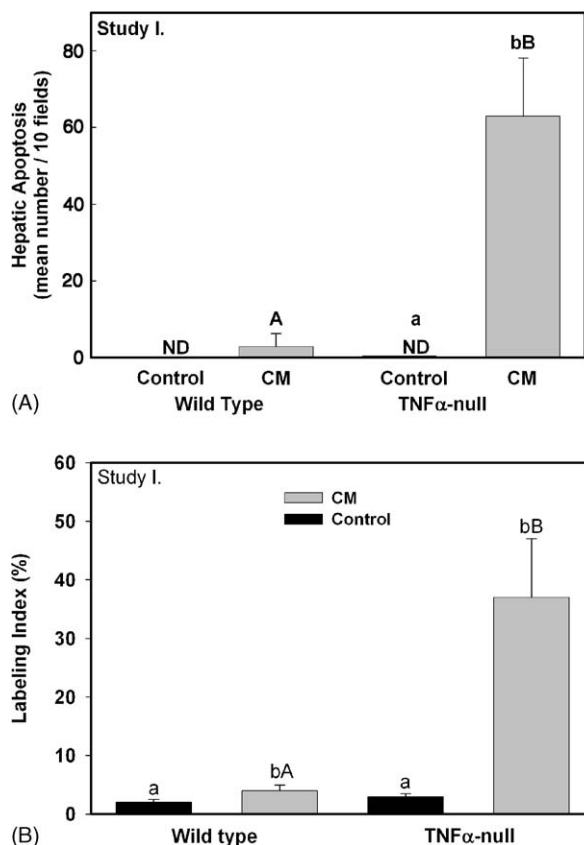 Study I.
Hepatic Apoptosis
(mean number / 10 fields)
80
60
40
20
0
ND
A
a
ND
bB
Control
CM
Control
CM
Wild Type
TNFα-null
(A)
Study I.
Labeling Index (%)
60
50
40
30
20
10
0
CM
Control
a
bA
a
bB
Wild type
TNFα-null
(B)